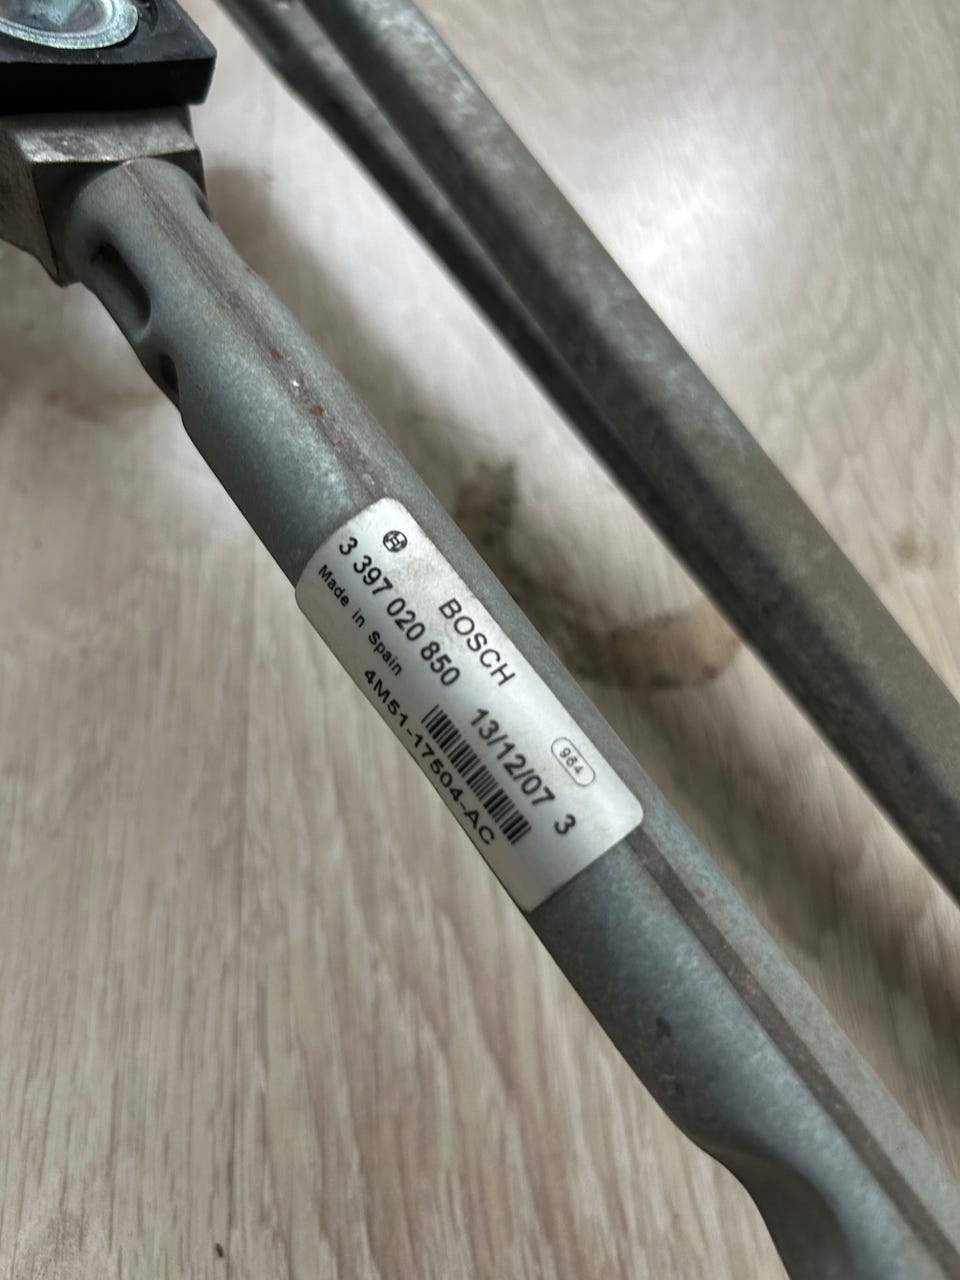 BOSCH
3 397 020 850
Made in Spain
964
13/12/07 3
4M51-17504-AC